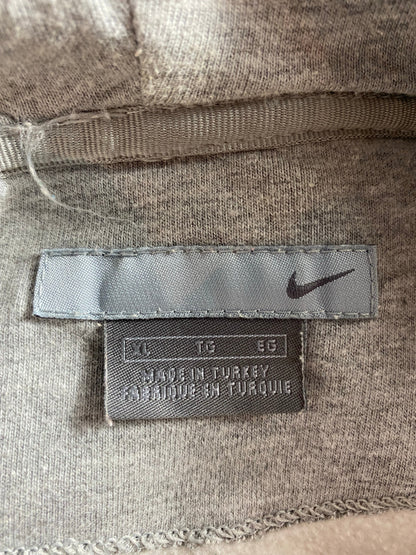 XL TG EG
MADE IN TURKEY
FABRIQUE EN TURQUIE